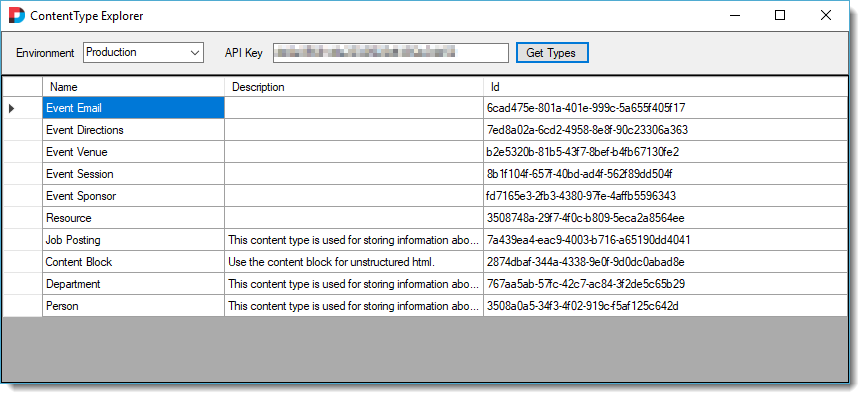 ContentType Explorer
Environment Production API Key Get Types
Name Description Id
Event Email 6cad475e-801a-401e-999c-5a655f405f17
Event Directions 7ed8a02a-6cd2-4958-8e8f-90c23306a363
Event Venue b2e5320b-81b5-43f7-8bef-b4fb67130fe2
Event Session 8b1f104f-657f-40bd-ad4f-562f89dd504f
Event Sponsor fd7165e3-2fb3-4380-97fe-4affb5596343
Resource 3508748a-29f7-4f0c-b809-5eca2a8564ee
Job Posting This content type is used for storing information abo... 7a439ea4-eac9-4003-b716-a65190dd4041
Content Block Use the content block for unstructured html. 2874dbaf-344a-4338-9e0f-9d0dc0abad8e
Department This content type is used for storing information abo... 767aa5ab-57fc-42c7-ac84-3f2de5c65b29
Person This content type is used for storing information abo... 3508a0a5-34f3-4f02-919c-f5af125c642d